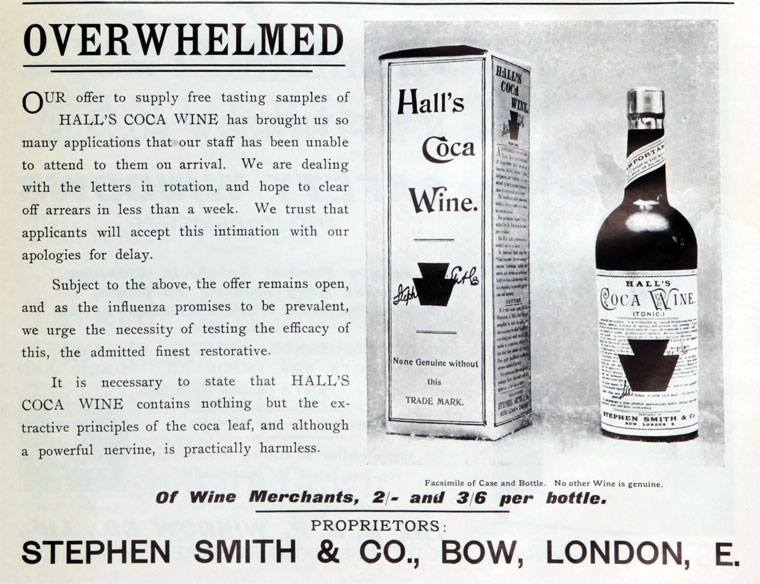 OVERWHELMED
OUR offer to supply free tasting samples of
HALL'S COCA WINE has brought us so
many applications that our staff has been unable
to attend to them on arrival. We are dealing
with the letters in rotation, and hope to clear
off arrears in less than a week. We trust that
applicants will accept this intimation with our
apologies for delay.
Subject to the above, the offer remains open,
and as the influenza promises to be prevalent,
we urge the necessity of testing the efficacy of
this, the admitted finest restorative.
It is necessary to state that HALL'S
COCA WINE contains nothing but the ex-
tractive principles of the coca leaf, and although
a powerful nervine, is practically harmless.
Hall's
Coca
Wine.
None Genuine without
this
TRADE MARK.
HALL'S
COCA
WINE
STEPHEN SMITH & Co
IMPORTANT
HALL'S
COCA WINE.
(TONIC.)
STEPHEN SMITH & Co
BOW, LONDON, E
Facsimile of Case and Bottle. No other Wine is genuine.
Of Wine Merchants, 2/- and 3/6 per bottle.
PROPRIETORS:
STEPHEN SMITH & CO., BOW, LONDON, E.